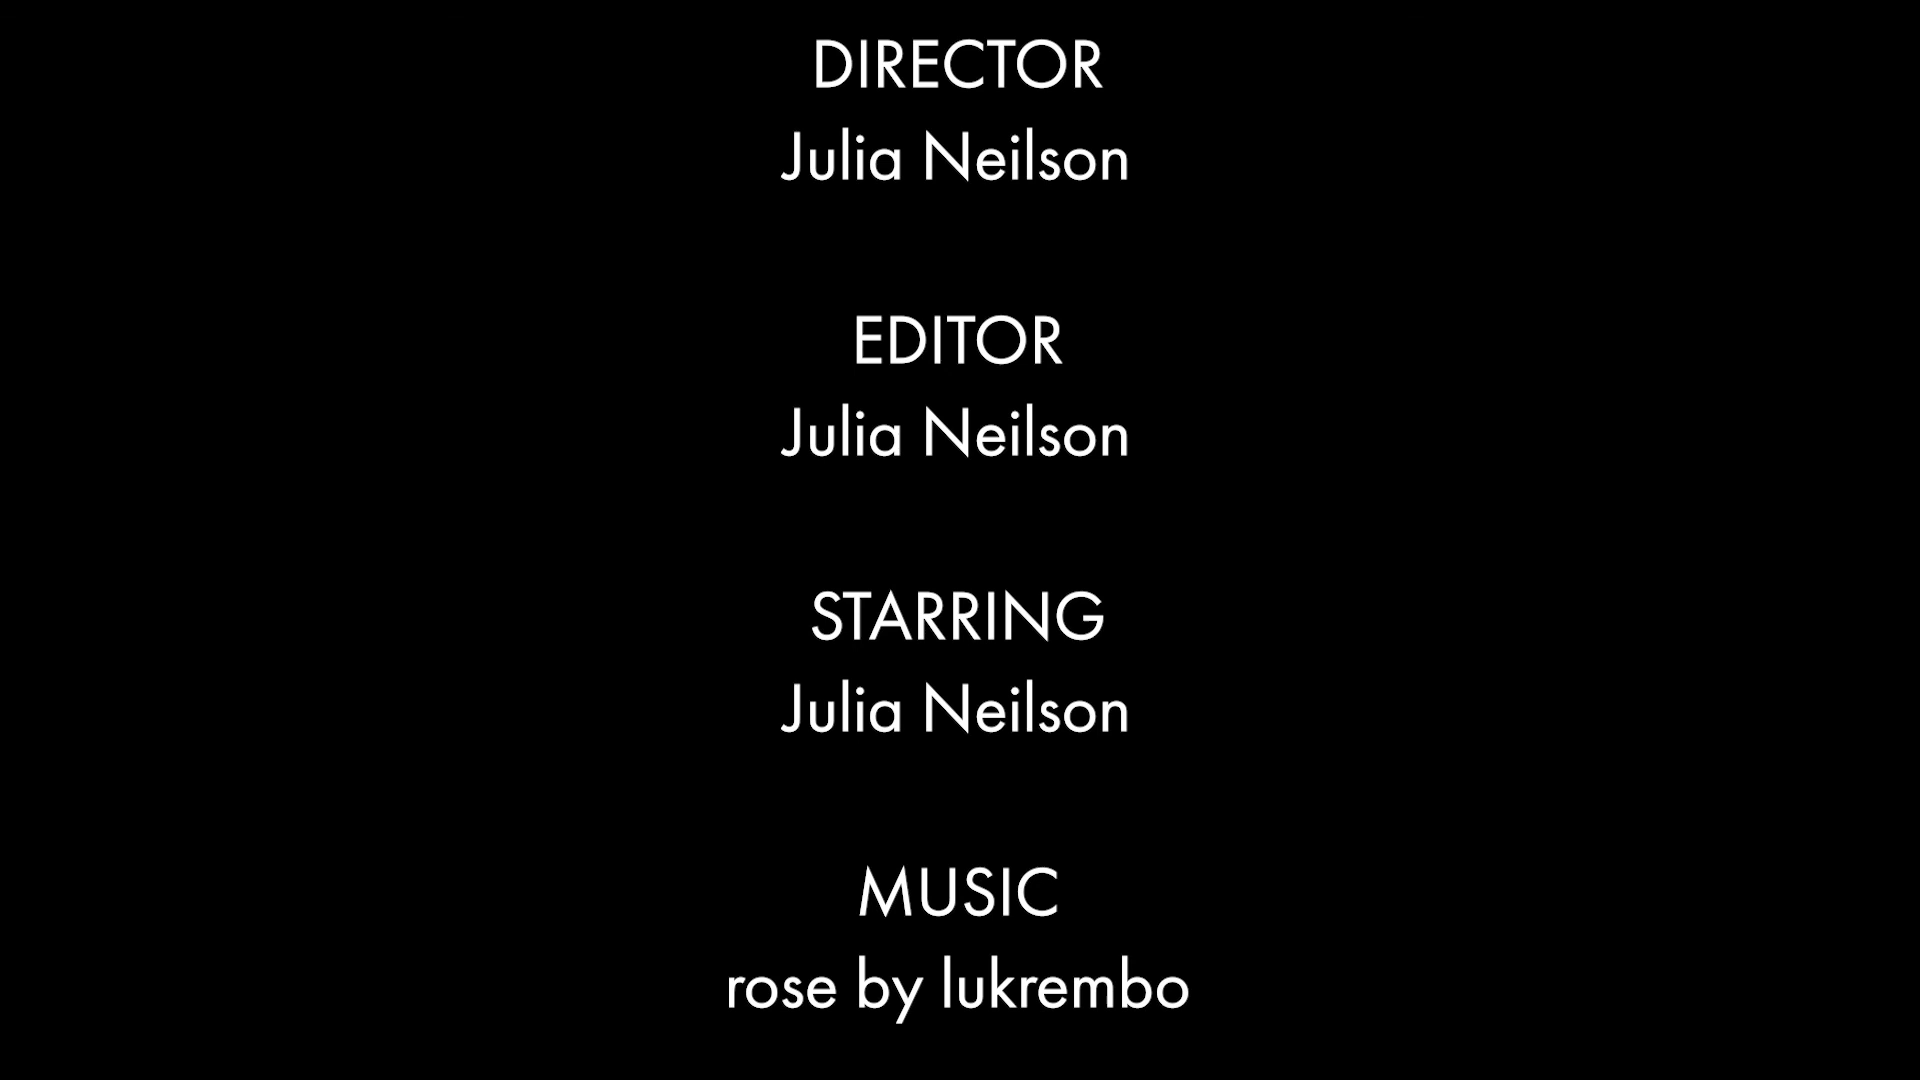 DIRECTOR
Julia Neilson
EDITOR
Julia Neilson
STARRING
Julia Neilson
MUSIC
rose by lukrembo